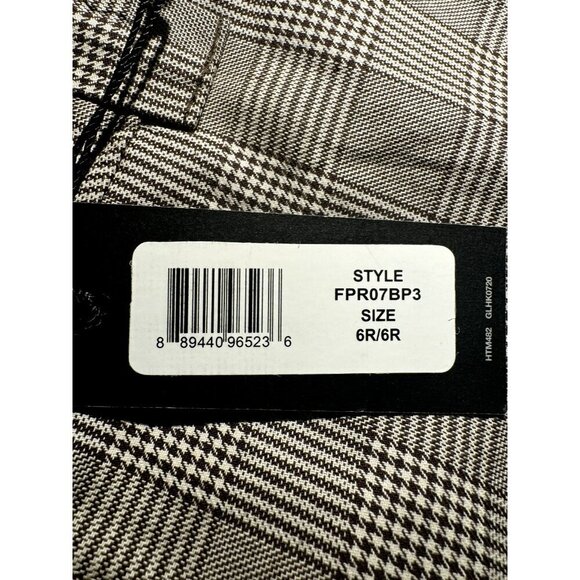 STYLE
FPR07BP3
SIZE
6R/6R
8 89440 96523 6
HTM482 GLHK0720